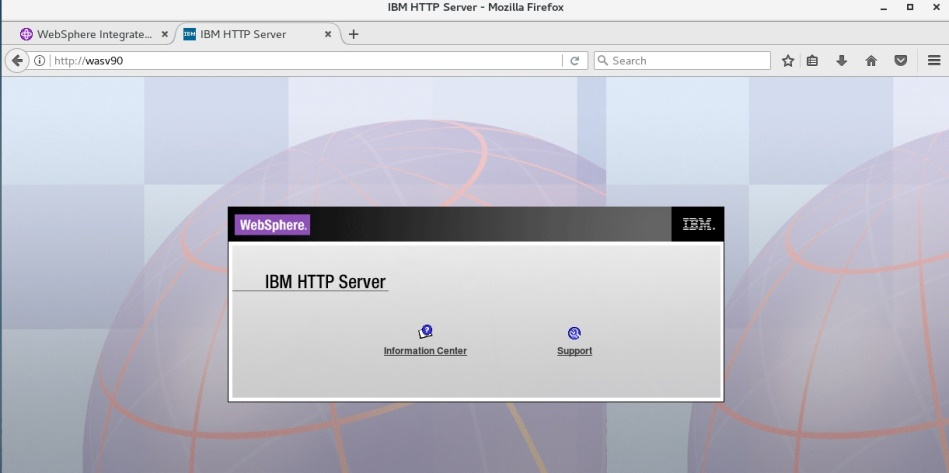 IBM HTTP Server - Mozilla Firefox
WebSphere Integrate...
IBM HTTP Server
http://wasv90
Search
WebSphere.
IBM.
IBM HTTP Server
Information Center
Support